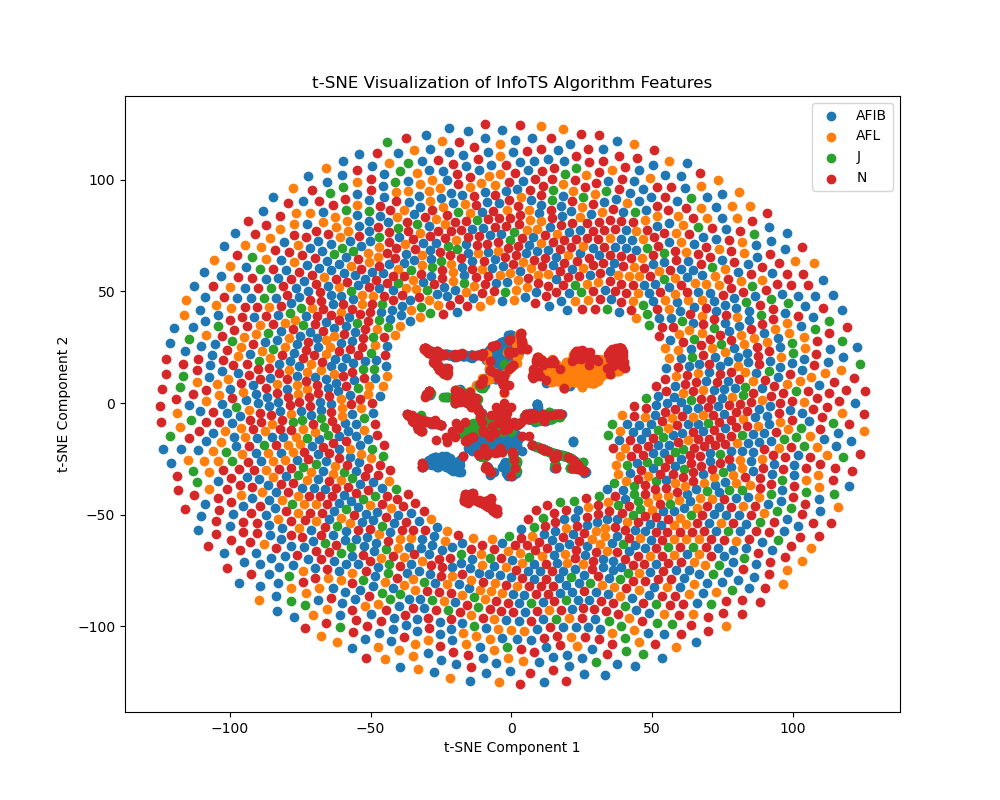 t-SNE Visualization of InfoTS Algorithm Features
AFIB
AFL
J
N
100
50
0
−50
−100
t-SNE Component 2
−100
−50
0
50
100
t-SNE Component 1